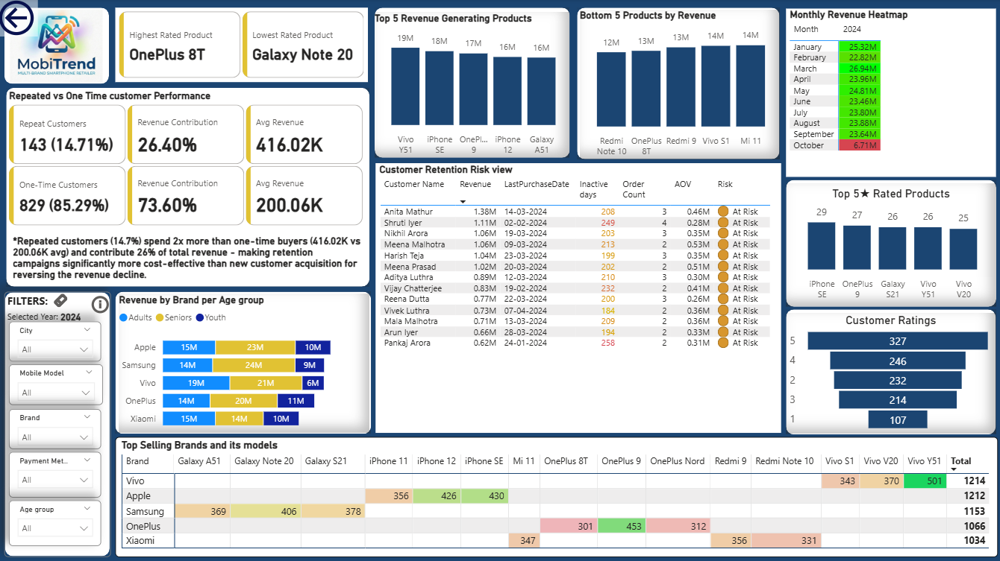 MobiTrend
MULTI-BRAND SMARTPHONE RETAILER
Highest Rated Product
OnePlus 8T
Lowest Rated Product
Galaxy Note 20
Repeated vs One Time customer Performance
Repeat Customers
143 (14.71%)
Revenue Contribution
26.40%
Avg Revenue
416.02K
One-Time Customers
829 (85.29%)
Revenue Contribution
73.60%
Avg Revenue
200.06K
*Repeated customers (14.7%) spend 2x more than one-time buyers (416.02K vs
200.06K avg) and contribute 26% of total revenue - making retention
campaigns significantly more cost-effective than new customer acquisition for
reversing the revenue decline.
Top 5 Revenue Generating Products
19M 18M 17M 16M 16M
Vivo Y51 iPhone SE OnePl... 9 iPhone 12 Galaxy A51
Bottom 5 Products by Revenue
12M 13M 13M 14M 14M
Redmi Note 10 OnePlus 8T Redmi 9 Vivo S1 Mi 11
Monthly Revenue Heatmap
Month 2024
January 25.32M
February 22.82M
March 26.94M
April 23.96M
May 24.81M
June 23.46M
July 23.80M
August 23.88M
September 23.64M
October 6.71M
Customer Retention Risk view
Customer Name Revenue LastPurchaseDate Inactive days Order Count AOV Risk
Anita Mathur 1.38M 14-03-2024 208 3 0.46M At Risk
Shruti Iyer 1.11M 02-02-2024 249 4 0.28M At Risk
Nikhil Arora 1.06M 19-03-2024 203 3 0.35M At Risk
Meena Malhotra 1.06M 09-03-2024 213 2 0.53M At Risk
Harish Teja 1.04M 23-03-2024 199 3 0.35M At Risk
Meena Prasad 1.02M 20-03-2024 202 2 0.51M At Risk
Aditya Luthra 0.89M 12-03-2024 210 3 0.30M At Risk
Vijay Chatterjee 0.83M 19-02-2024 232 2 0.41M At Risk
Reena Dutta 0.77M 22-03-2024 200 3 0.26M At Risk
Vivek Luthra 0.73M 07-04-2024 184 2 0.36M At Risk
Mala Malhotra 0.71M 13-03-2024 209 2 0.36M At Risk
Arun Iyer 0.66M 28-03-2024 194 2 0.33M At Risk
Pankaj Arora 0.62M 24-01-2024 258 2 0.31M At Risk
Top 5★ Rated Products
29 27 26 26 25
iPhone SE OnePlus 9 Galaxy S21 Vivo Y51 Vivo V20
Customer Ratings
5 327
4 246
2 232
3 214
1 107
FILTERS:
Selected Year: 2024
City
All
Mobile Model
All
Brand
All
Payment Met...
All
Age group
All
Revenue by Brand per Age group
Adults Seniors Youth
Apple 15M 23M 10M
Samsung 14M 24M 9M
Vivo 19M 21M 6M
OnePlus 14M 20M 11M
Xiaomi 15M 14M 10M
Top Selling Brands and its models
Brand Galaxy A51 Galaxy Note 20 Galaxy S21 iPhone 11 iPhone 12 iPhone SE Mi 11 OnePlus 8T OnePlus 9 OnePlus Nord Redmi 9 Redmi Note 10 Vivo S1 Vivo V20 Vivo Y51 Total
Vivo 343 370 501 1214
Apple 356 426 430 1212
Samsung 369 406 378 1153
OnePlus 301 453 312 1066
Xiaomi 347 356 331 1034